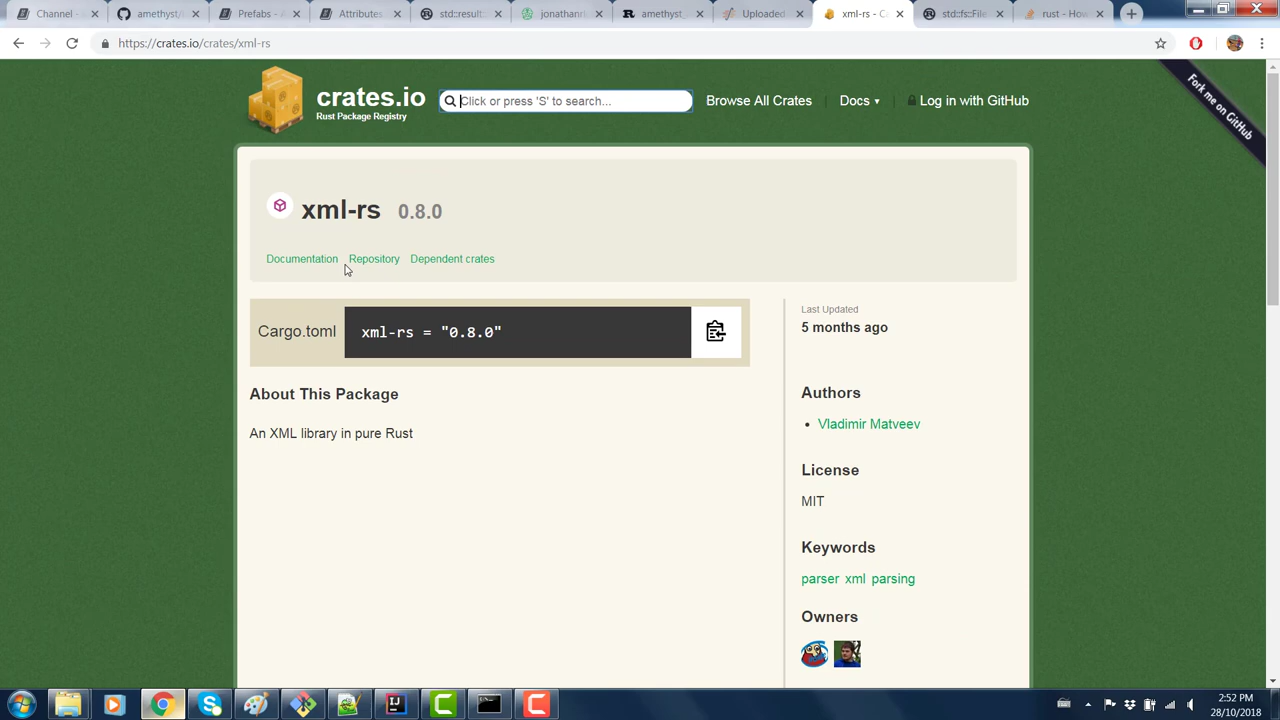 Channel -
amethyst/l
Prefabs -
Attributes
std::result:
jonathanrt
amethyst_
Uploaded
xml-rs - C
std::fs::File
rust - How
https://crates.io/crates/xml-rs
crates.io
Rust Package Registry
Click or press 'S' to search...
Browse All Crates
Docs ▾
Log in with GitHub
Fork me on GitHub
xml-rs 0.8.0
Documentation Repository Dependent crates
Cargo.toml
xml-rs = "0.8.0"
Last Updated
5 months ago
About This Package
An XML library in pure Rust
Authors
Vladimir Matveev
License
MIT
Keywords
parser xml parsing
Owners
2:52 PM
28/10/2018